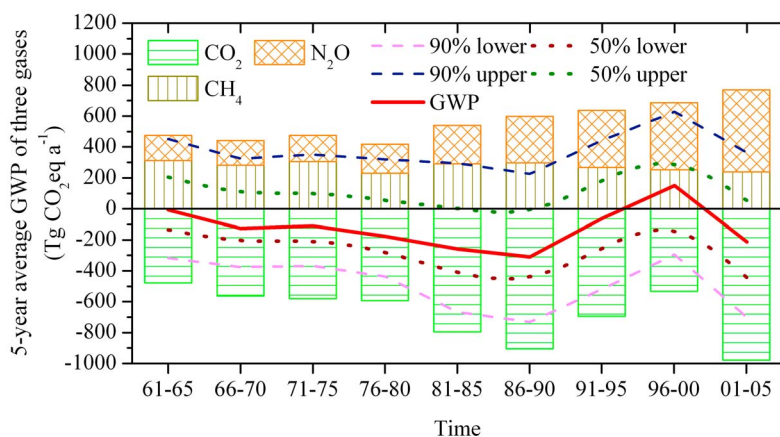 5-year average GWP of three gases
(Tg CO₂eq a⁻¹)
1200
1000
800
600
400
200
0
-200
-400
-600
-800
-1000
CO₂
N₂O
CH₄
90% lower
50% lower
90% upper
50% upper
GWP
61-65 66-70 71-75 76-80 81-85 86-90 91-95 96-00 01-05
Time